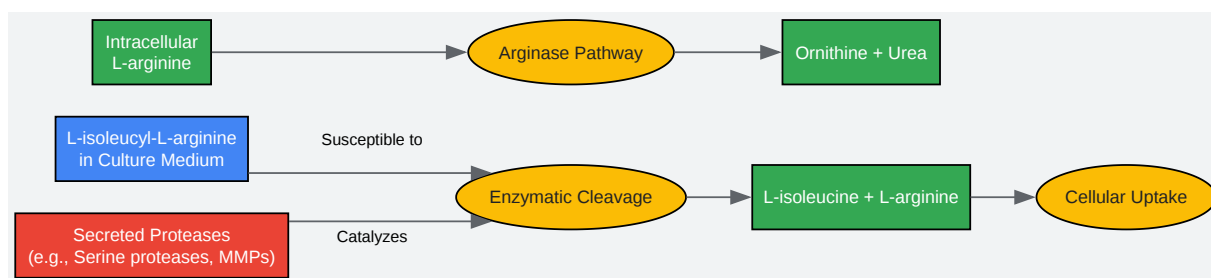 Intracellular
L-arginine
Arginase Pathway
Ornithine + Urea
L-isoleucyl-L-arginine
in Culture Medium
Susceptible to
Enzymatic Cleavage
L-isoleucine + L-arginine
Cellular Uptake
Secreted Proteases
(e.g., Serine proteases, MMPs)
Catalyzes